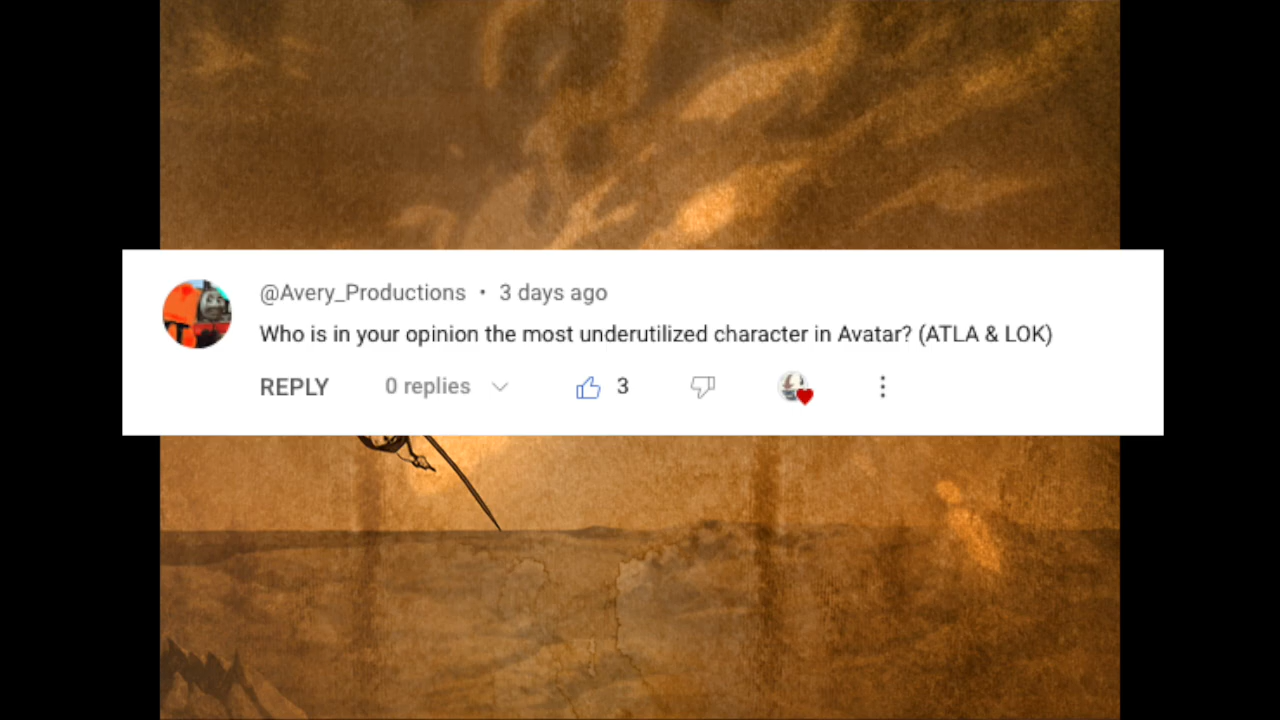 @Avery_Productions • 3 days ago
Who is in your opinion the most underutilized character in Avatar? (ATLA & LOK)
REPLY 0 replies 3